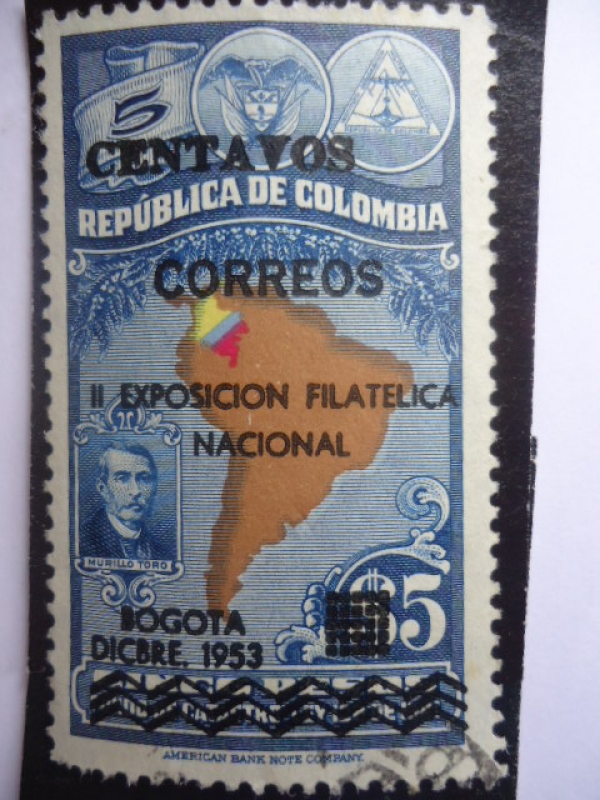 5
CENTAVOS
REPÚBLICA DE COLOMBIA
CORREOS
II EXPOSICION FILATELICA
NACIONAL
MURILLO TORO
$5
BOGOTA
DICBRE. 1953
AMERICAN BANK NOTE COMPANY.